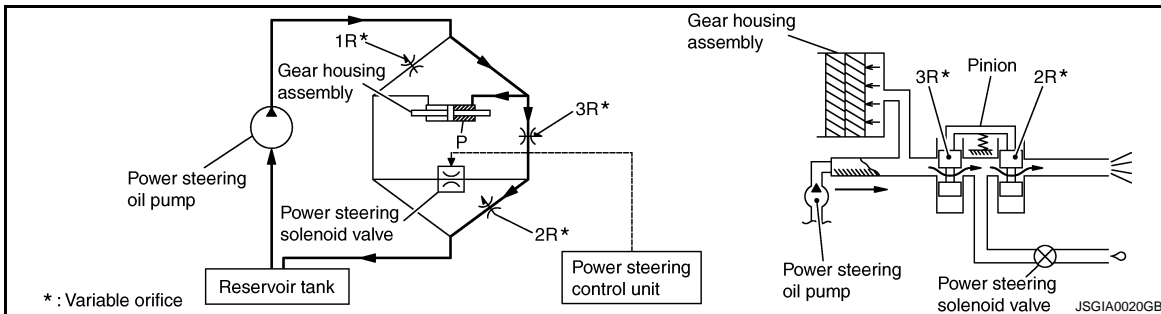 1R*
Gear housing
assembly
3R*
P
Power steering
oil pump
Power steering
solenoid valve
2R*
Reservoir tank
Power steering
control unit
* : Variable orifice
Gear housing
assembly
Pinion
3R*
2R*
Power steering
oil pump
Power steering
solenoid valve
JSGIA0020GB